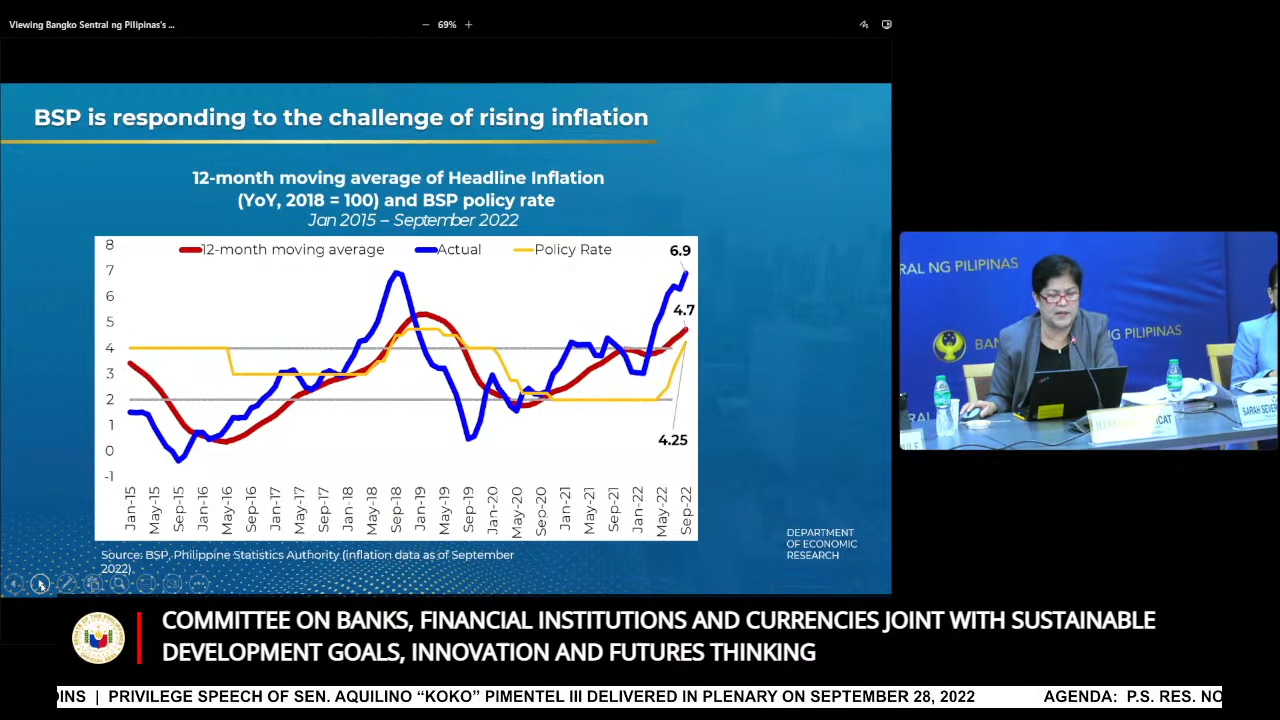 Viewing Bangko Sentral ng Pilipinas's ...
69%
BSP is responding to the challenge of rising inflation
12-month moving average of Headline Inflation
(YoY, 2018 = 100) and BSP policy rate
Jan 2015 – September 2022
12-month moving average
Actual
Policy Rate
8
7
6
5
4
3
2
1
0
-1
6.9
4.7
4.25
Jan-15
May-15
Sep-15
Jan-16
May-16
Sep-16
Jan-17
May-17
Sep-17
Jan-18
May-18
Sep-18
Jan-19
May-19
Sep-19
Jan-20
May-20
Sep-20
Jan-21
May-21
Sep-21
Jan-22
May-22
Sep-22
Source: BSP, Philippine Statistics Authority (inflation data as of September
2022).
DEPARTMENT
OF ECONOMIC
RESEARCH
RAL NG PILIPINAS
BAN
PILIPINAS
CAT
SARAH SEVER
COMMITTEE ON BANKS, FINANCIAL INSTITUTIONS AND CURRENCIES JOINT WITH SUSTAINABLE
DEVELOPMENT GOALS, INNOVATION AND FUTURES THINKING
OINS | PRIVILEGE SPEECH OF SEN. AQUILINO “KOKO” PIMENTEL III DELIVERED IN PLENARY ON SEPTEMBER 28, 2022 AGENDA: P.S. RES. NO